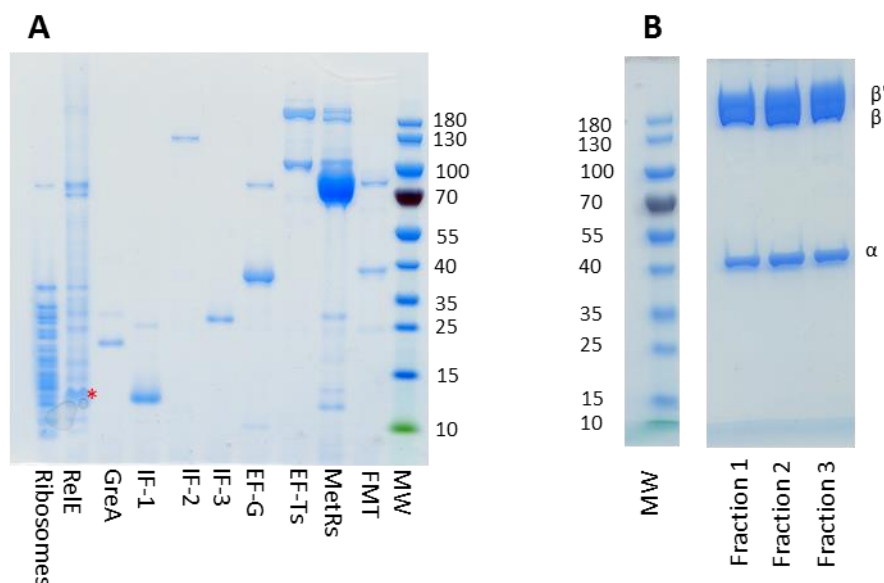 A
180
130
100
70
55
40
35
25
15
10
*
Ribosomes
RelE
GreA
IF-1
IF-2
IF-3
EF-G
EF-Ts
MetRs
FMT
MW
B
180
130
100
70
55
40
35
25
15
10
β'
β
α
MW
Fraction 1
Fraction 2
Fraction 3